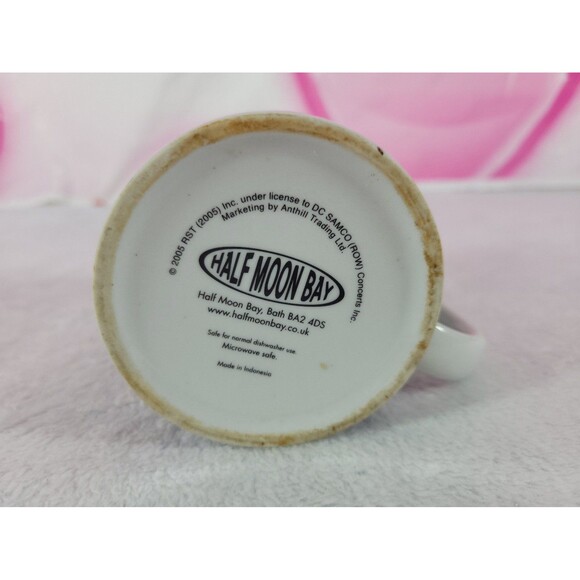 © 2005 RST (2005) Inc. under license to DC SAMCO (ROW) Concerts Inc.
Marketing by Anthill Trading Ltd.
HALF MOON BAY
Half Moon Bay, Bath BA2 4DS
www.halfmoonbay.co.uk
Safe for normal dishwasher use.
Microwave safe.
Made in Indonesia